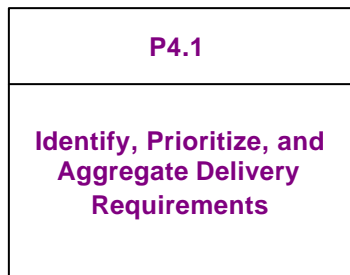 P4.1
Identify, Prioritize, and
Aggregate Delivery
Requirements